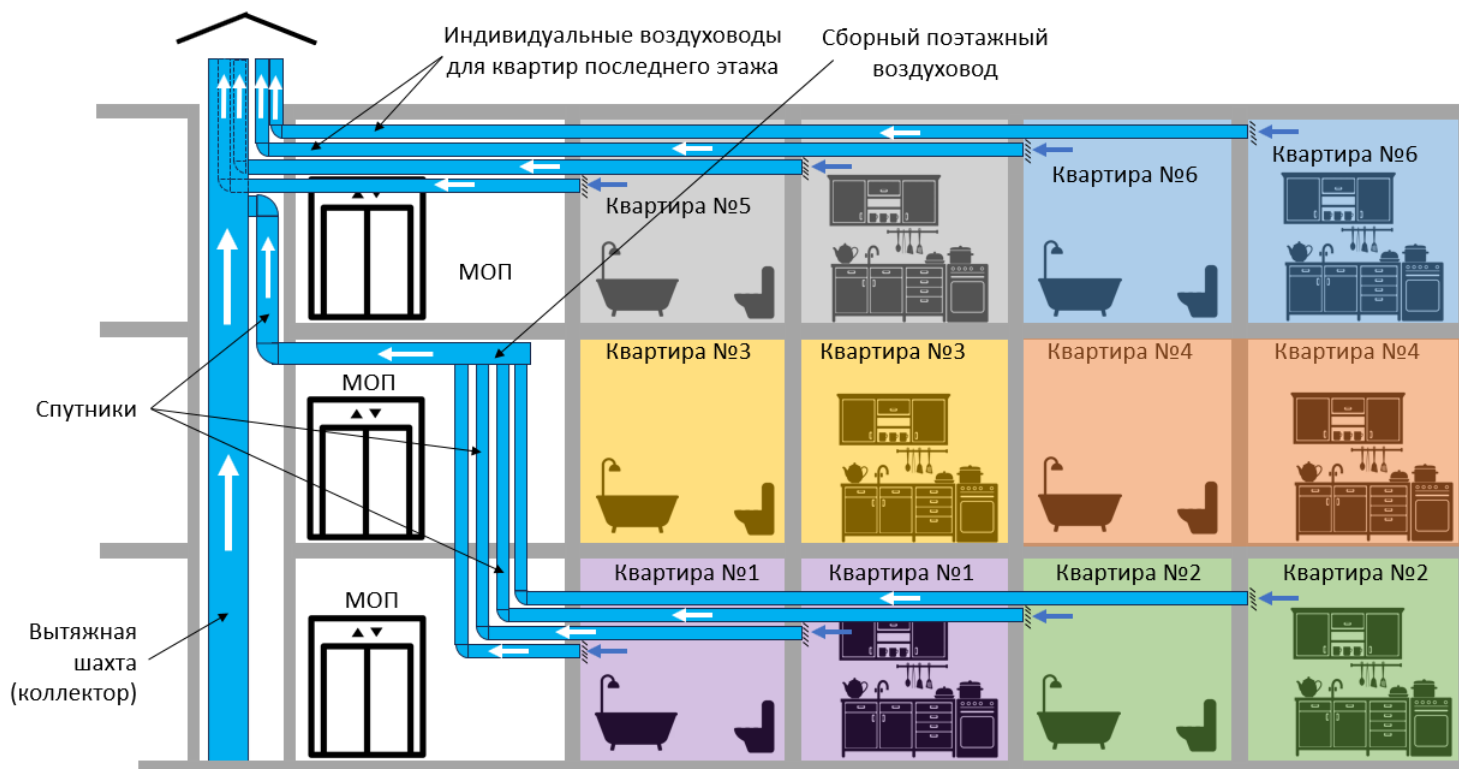 Индивидуальные воздуховоды
для квартир последнего этажа
Сборный поэтажный
воздуховод
Квартира №5
Квартира №6
Квартира №6
МОП
Спутники
МОП
Квартира №3
Квартира №3
Квартира №4
Квартира №4
Вытяжная
шахта
(коллектор)
МОП
Квартира №1
Квартира №1
Квартира №2
Квартира №2